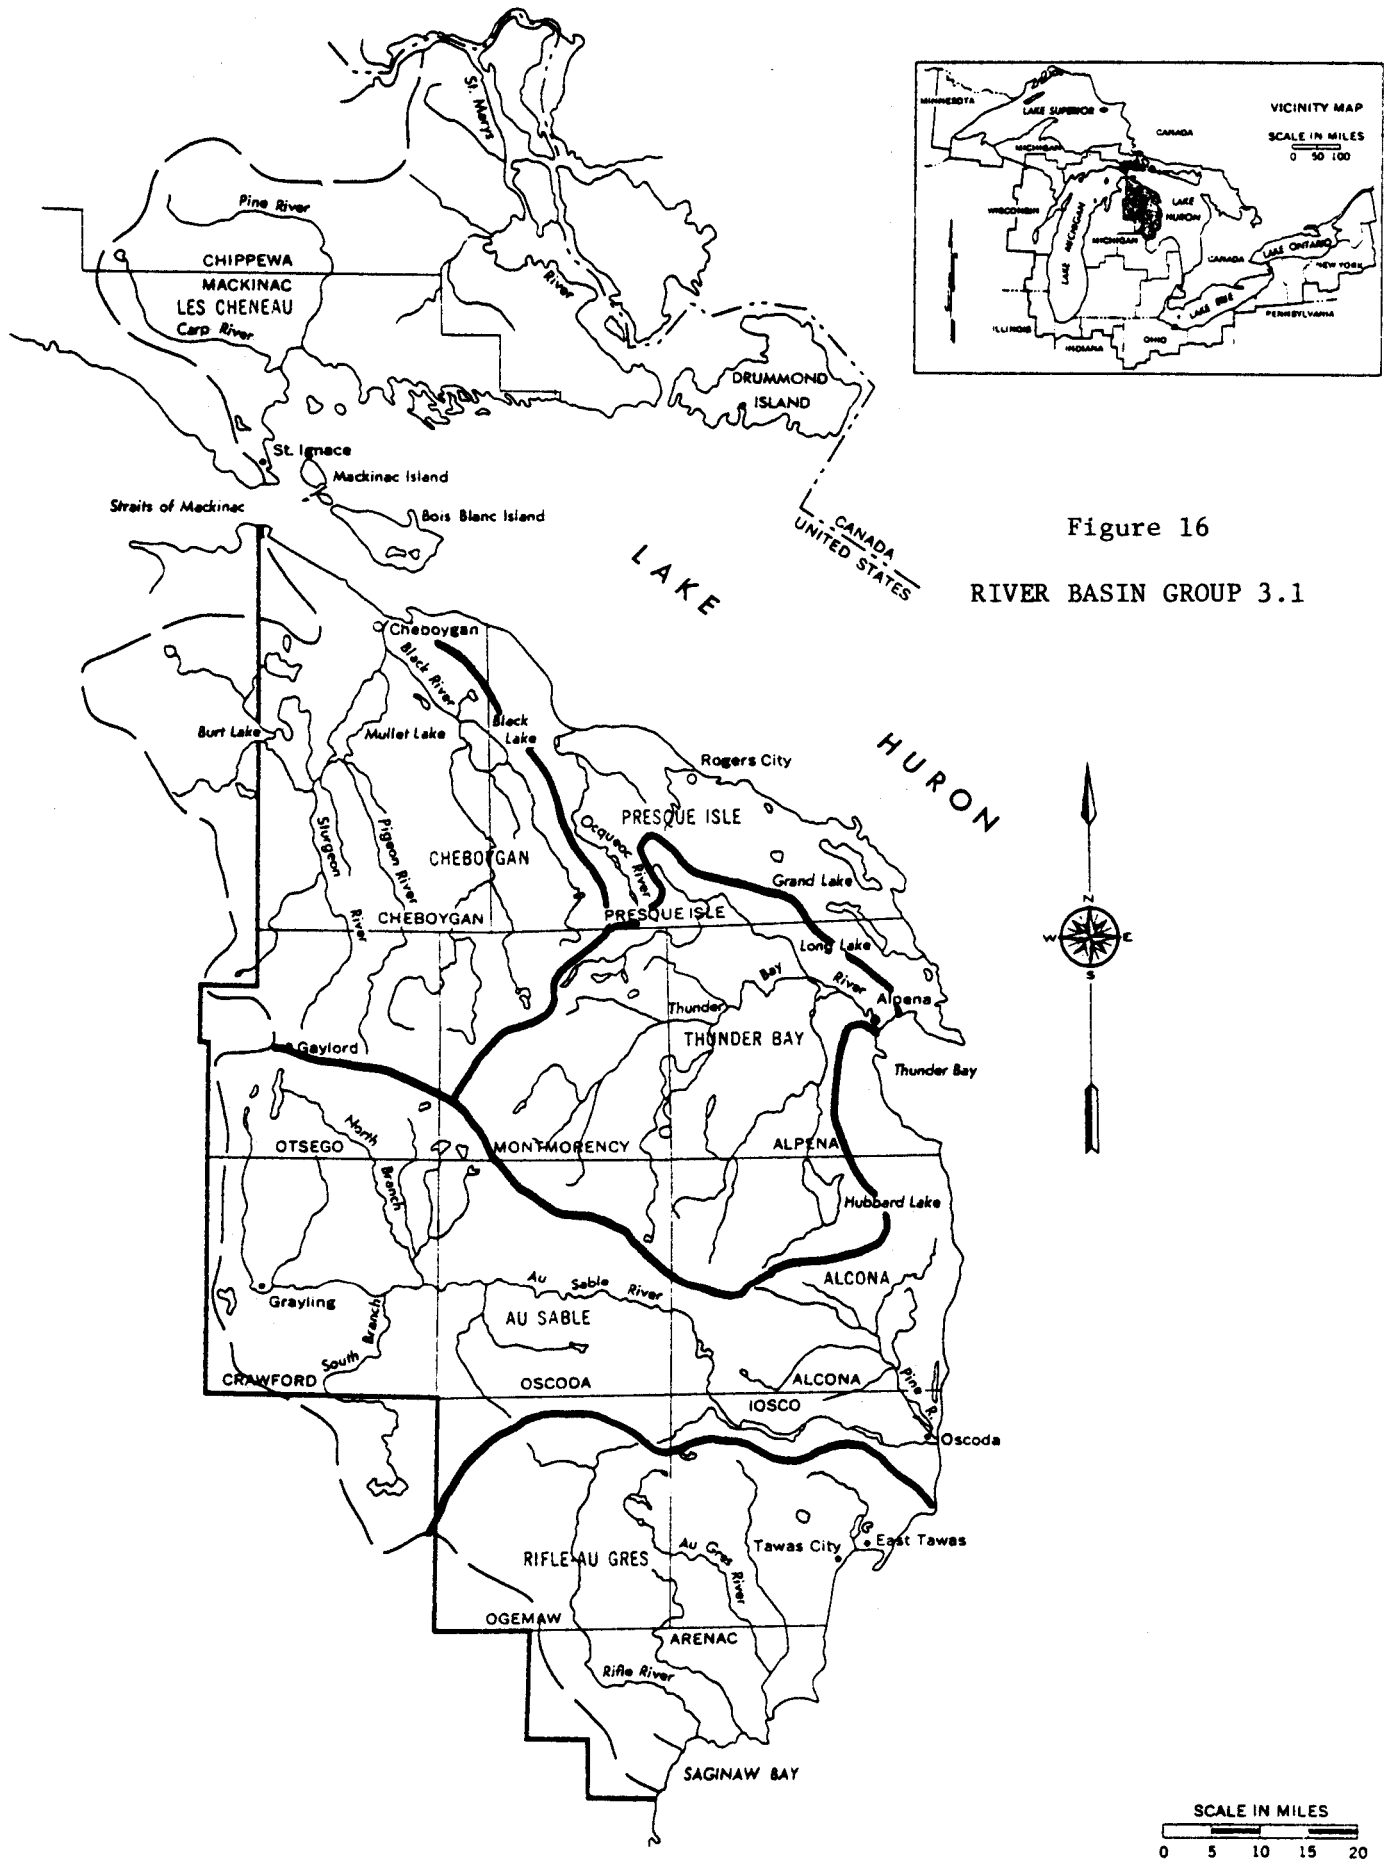 St. Marys
River
Pine River
CHIPPEWA
MACKINAC
LES CHENEAU
Carp River
DRUMMOND
ISLAND
St. Ignace
Mackinac Island
Straits of Mackinac
Bois Blanc Island
CANADA
UNITED STATES
MINNESOTA
LAKE SUPERIOR
VICINITY MAP
CANADA
SCALE IN MILES
0 50 100
MICHIGAN
WISCONSIN
LAKE MICHIGAN
LAKE
HURON
MICHIGAN
CANADA
LAKE ONTARIO
NEW YORK
LAKE ERIE
PENNSYLVANIA
ILLINOIS
INDIANA
OHIO
Figure 16
RIVER BASIN GROUP 3.1
LAKE
HURON
Cheboygan
Black River
Black
Lake
Burt Lake
Mullet Lake
Rogers City
PRESQUE ISLE
Ocqueoc River
Sturgeon
River
Pigeon River
CHEBOYGAN
Grand Lake
CHEBOYGAN
PRESQUE ISLE
Long Lake
N
W E
S
Thunder Bay River
Alpena
THUNDER BAY
Gaylord
Thunder Bay
North
Branch
OTSEGO
MONTMORENCY
ALPENA
Hubbard Lake
Au Sable River
ALCONA
Grayling
AU SABLE
South Branch
CRAWFORD
OSCODA
ALCONA
IOSCO
Pine R.
Oscoda
RIFLE-AU GRES
Au Gres
River
Tawas City
East Tawas
OGEMAW
ARENAC
Rifle River
SAGINAW BAY
SCALE IN MILES
0 5 10 15 20